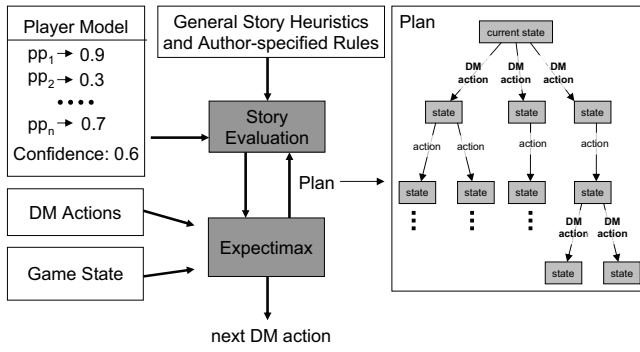 Player Model
pp1 → 0.9
pp2 → 0.3
••••
ppn → 0.7
Confidence: 0.6
General Story Heuristics
and Author-specified Rules
Story
Evaluation
DM Actions
Game State
Expectimax
Plan
next DM action
Plan
current state
DM
action
DM
action
DM
action
state
state
state
action
action
action
action
state
state
state
state
DM
action
DM
action
state
state